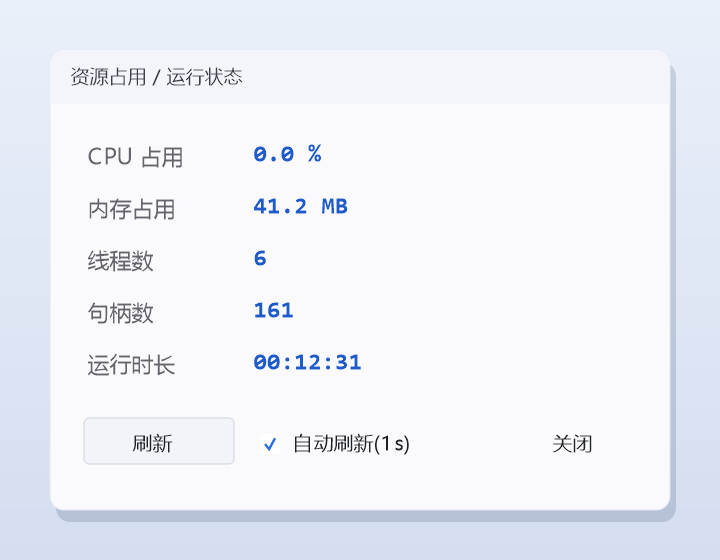 资源占用 / 运行状态
CPU 占用 0.0 %
内存占用 41.2 MB
线程数 6
句柄数 161
运行时长 00:12:31
刷新 自动刷新(1s) 关闭